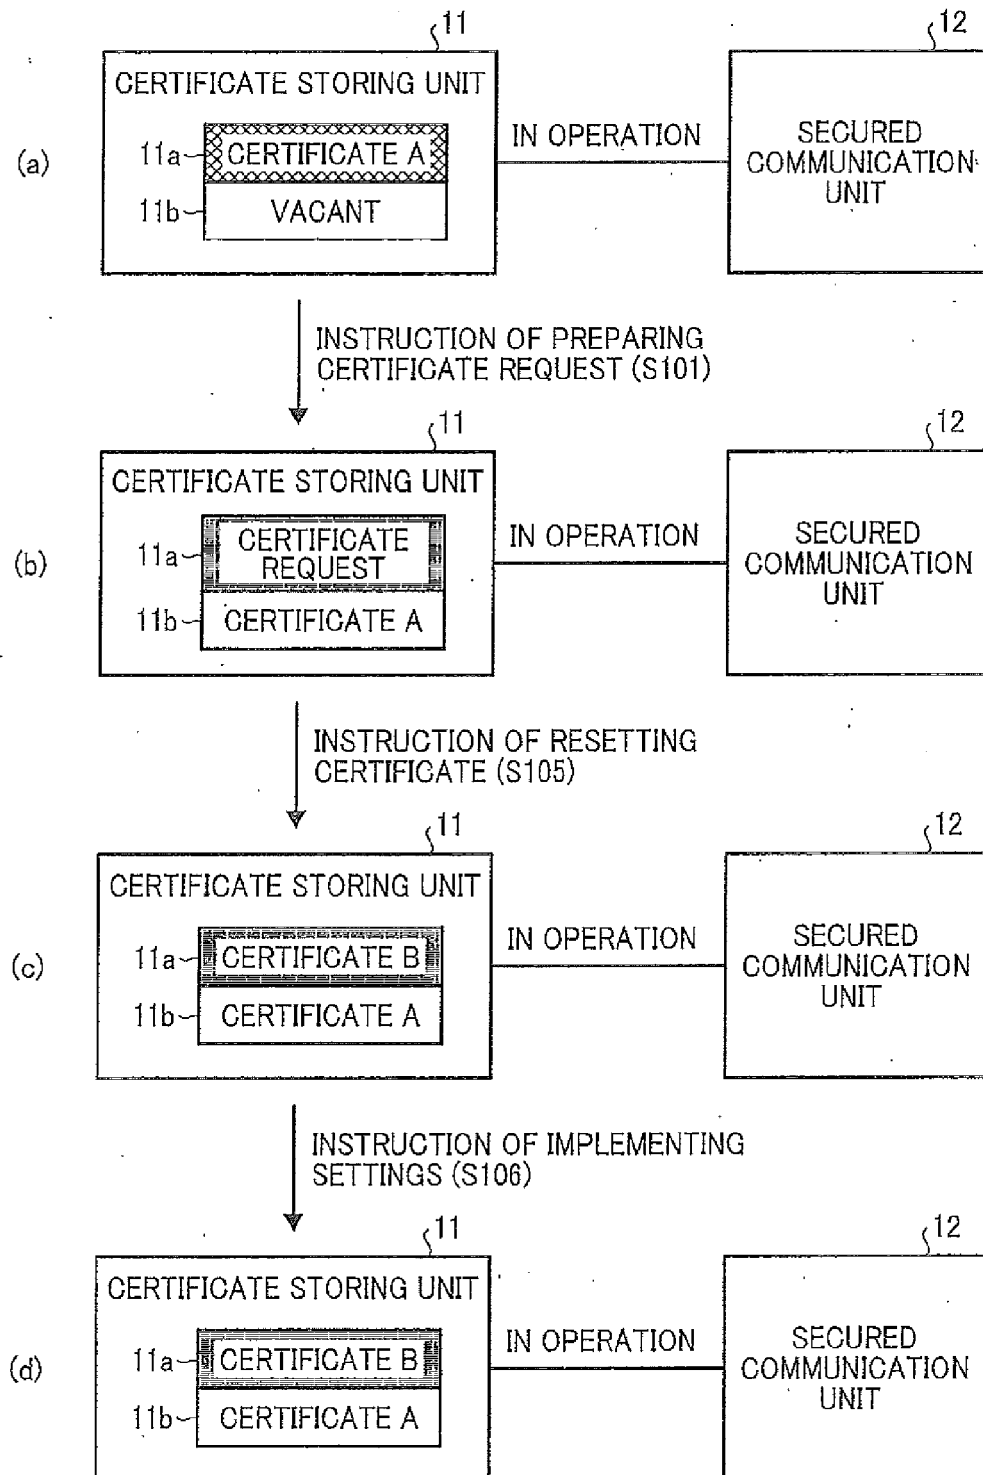 11
12
CERTIFICATE STORING UNIT
(a)
11a
CERTIFICATE A
11b
VACANT
IN OPERATION
SECURED
COMMUNICATION
UNIT
INSTRUCTION OF PREPARING
CERTIFICATE REQUEST (S101)
11
12
CERTIFICATE STORING UNIT
(b)
11a
CERTIFICATE
REQUEST
11b
CERTIFICATE A
IN OPERATION
SECURED
COMMUNICATION
UNIT
INSTRUCTION OF RESETTING
CERTIFICATE (S105)
11
12
CERTIFICATE STORING UNIT
(c)
11a
CERTIFICATE B
11b
CERTIFICATE A
IN OPERATION
SECURED
COMMUNICATION
UNIT
INSTRUCTION OF IMPLEMENTING
SETTINGS (S106)
11
12
CERTIFICATE STORING UNIT
(d)
11a
CERTIFICATE B
11b
CERTIFICATE A
IN OPERATION
SECURED
COMMUNICATION
UNIT